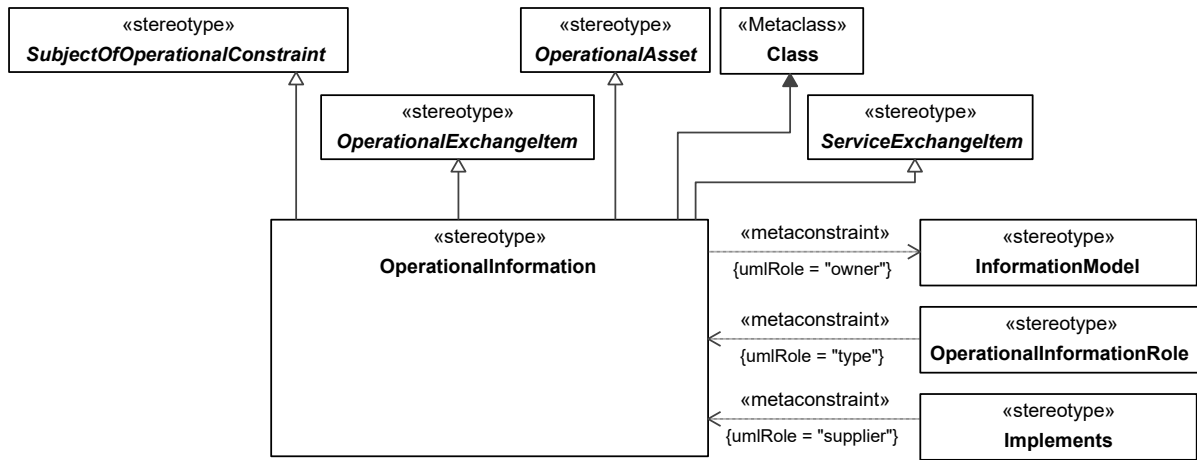 «stereotype»
SubjectOfOperationalConstraint
«stereotype»
OperationalAsset
«Metaclass»
Class
«stereotype»
OperationalExchangeItem
«stereotype»
ServiceExchangeItem
«stereotype»
OperationalInformation
«metaconstraint»
{umlRole = "owner"}
«stereotype»
InformationModel
«metaconstraint»
{umlRole = "type"}
«stereotype»
OperationalInformationRole
«metaconstraint»
{umlRole = "supplier"}
«stereotype»
Implements